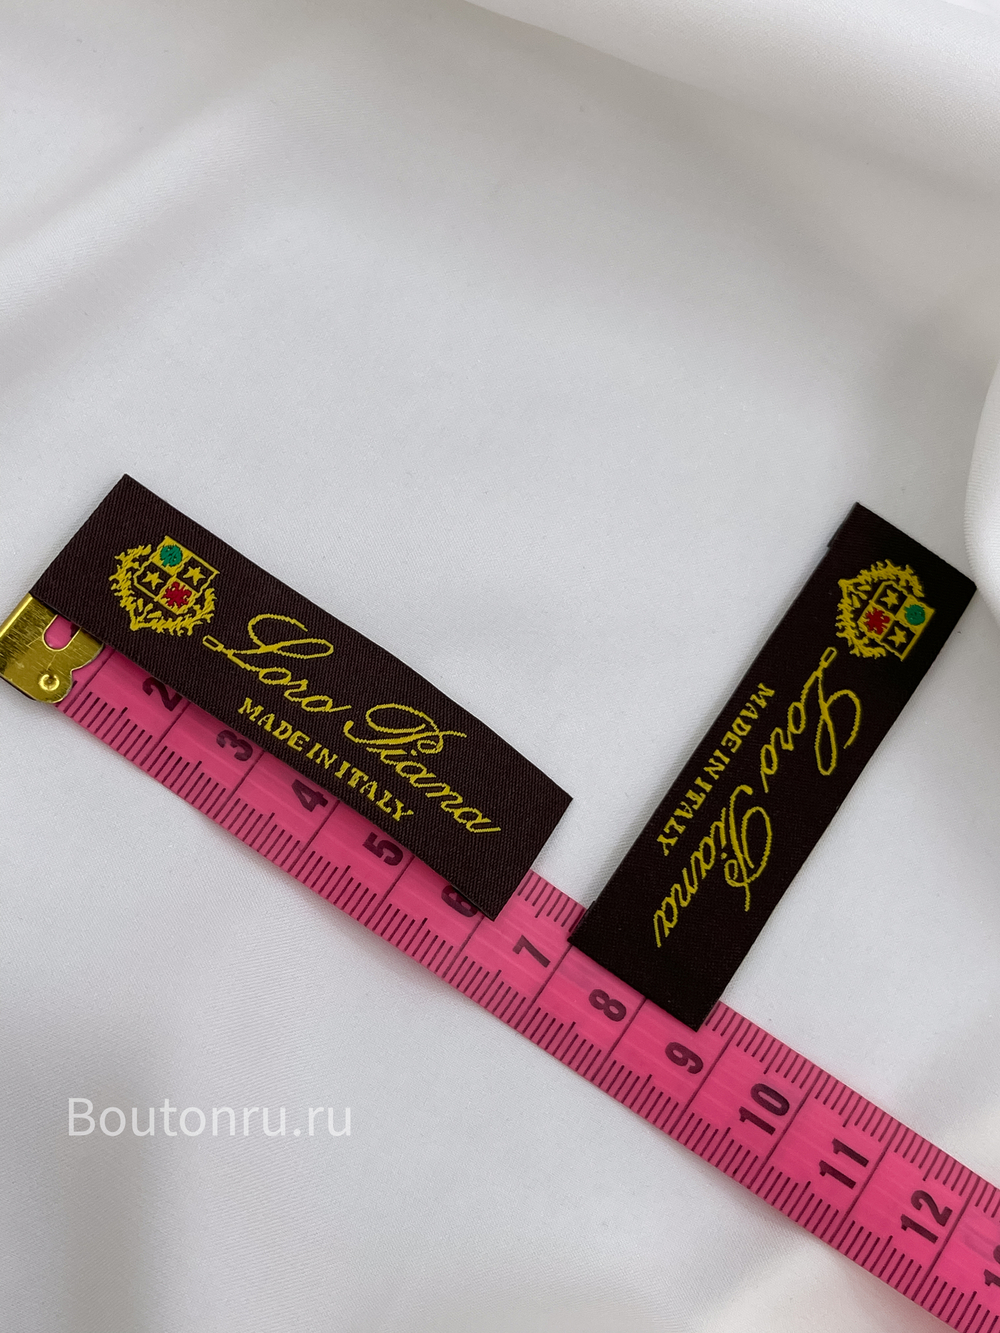 Loro Piana
MADE IN ITALY
Loro Piana
MADE IN ITALY
2
3
4
5
6
7
8
9
10
11
12
Boutonru.ru